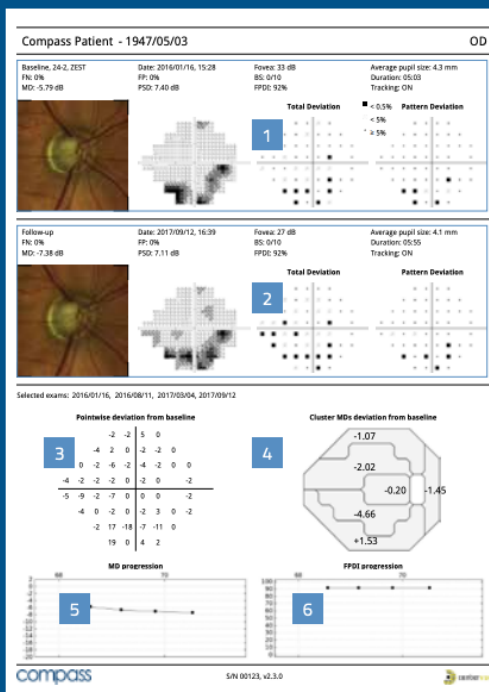 Compass Patient - 1947/05/03 OD
Baseline, 24-2, ZEST Date: 2016/01/16, 15:28 Fovea: 33 dB Average pupil size: 4.3 mm
FN: 0% FP: 0% BS: 0/10 Duration: 05:03
MD: -5.79 dB PSD: 7.40 dB FPDI: 92% Tracking: ON
Total Deviation Pattern Deviation
< 0.5%
< 5%
≥ 5%
1
Follow-up Date: 2017/09/12, 16:39 Fovea: 27 dB Average pupil size: 4.1 mm
FN: 0% FP: 0% BS: 0/10 Duration: 05:55
MD: -7.38 dB PSD: 7.11 dB FPDI: 92% Tracking: ON
Total Deviation Pattern Deviation
2
Selected exams: 2016/01/16, 2016/08/11, 2017/03/04, 2017/09/12
Pointwise deviation from baseline Cluster MDs deviation from baseline
3
-2 -2 5 0
-4 2 0 -2 -2 0
0 -2 -6 -2 -4 -2 0 0
-4 -2 -2 -2 0 -2 0 -2
-5 -9 -2 -7 0 0 0 -2
-4 0 -2 0 -2 3 0 -2
-2 17 -18 -7 -11 0
19 0 4 2
4
-1.07
-2.02
-0.20 -1.45
-4.66
+1.53
MD progression FPDI progression
68 70 68 70
5 6
compass S/N 00123, v2.3.0